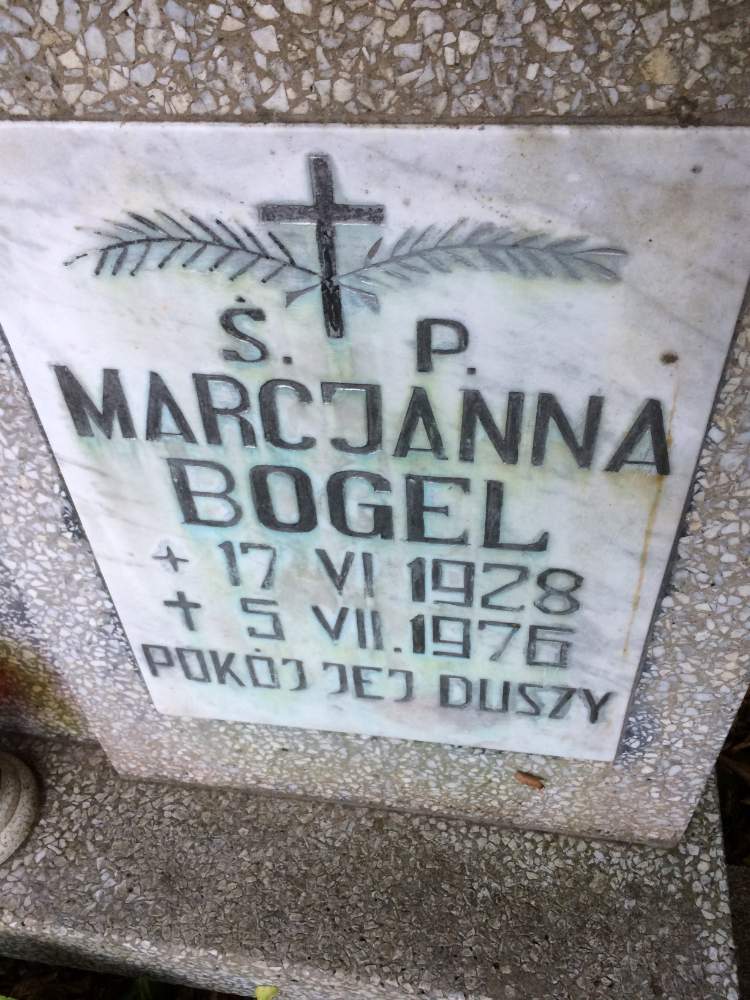 Ś. P.
MARCJANNA
BOGEL
+ 17 VI 1928
✝ 5 VII. 1976
POKÓJ JEJ DUSZY